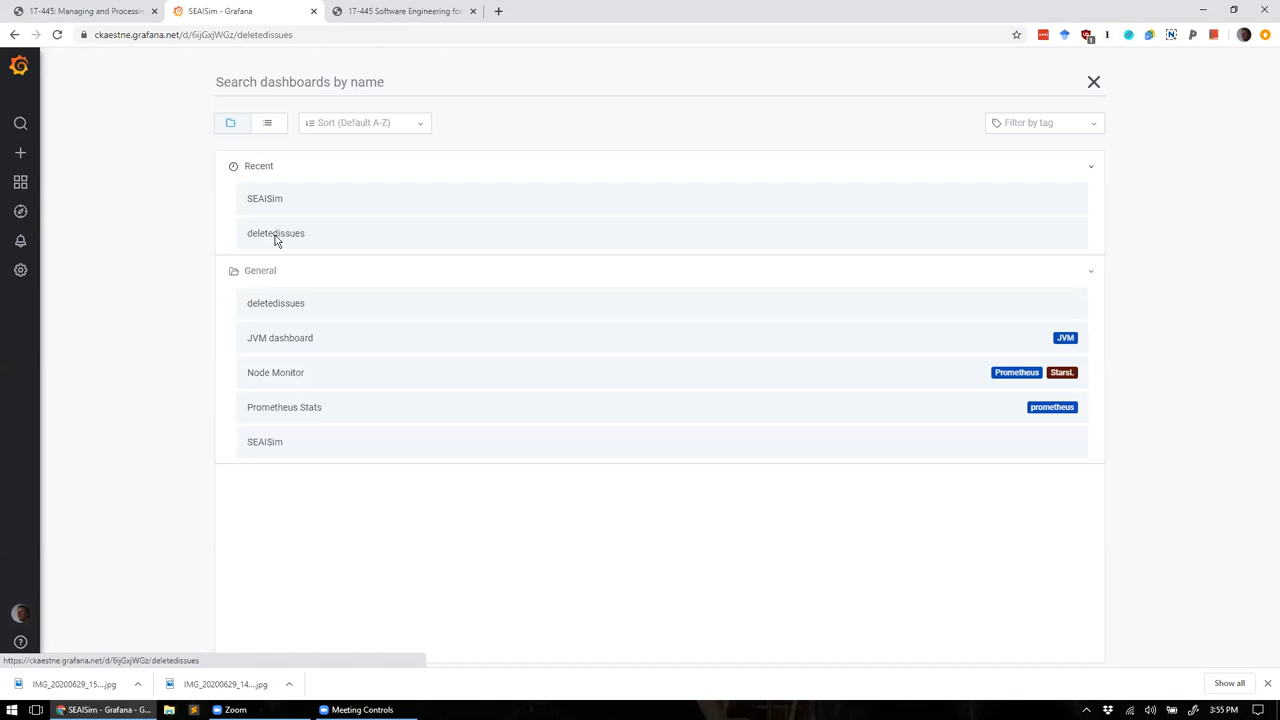 17-445: Managing and Processin
SEAISim - Grafana
17-445 Software Engineering fo
ckaestne.grafana.net/d/6ijGxjWGz/deletedissues
Search dashboards by name
Sort (Default A-Z)
Filter by tag
Recent
SEAISim
deletedissues
General
deletedissues
JVM dashboard
JVM
Node Monitor
Prometheus
StarsL
Prometheus Stats
prometheus
SEAISim
https://ckaestne.grafana.net/d/6ijGxjWGz/deletedissues
IMG_20200629_15....jpg
IMG_20200629_14....jpg
Show all
SEAISim - Grafana - G...
Zoom
Meeting Controls
3:55 PM